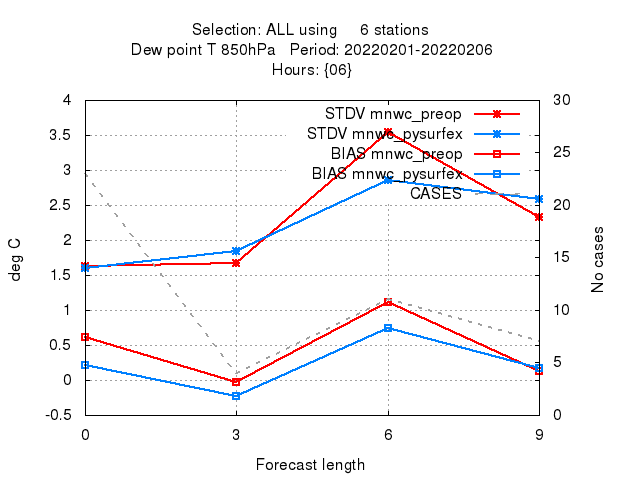 Selection: ALL using 6 stations
Dew point T 850hPa Period: 20220201-20220206
Hours: {06}
STDV mnwc_preop
STDV mnwc_pysurfex
BIAS mnwc_preop
BIAS mnwc_pysurfex
CASES
deg C
4
3.5
3
2.5
2
1.5
1
0.5
0
-0.5
30
25
20
15
10
5
0
No cases
0 3 6 9
Forecast length